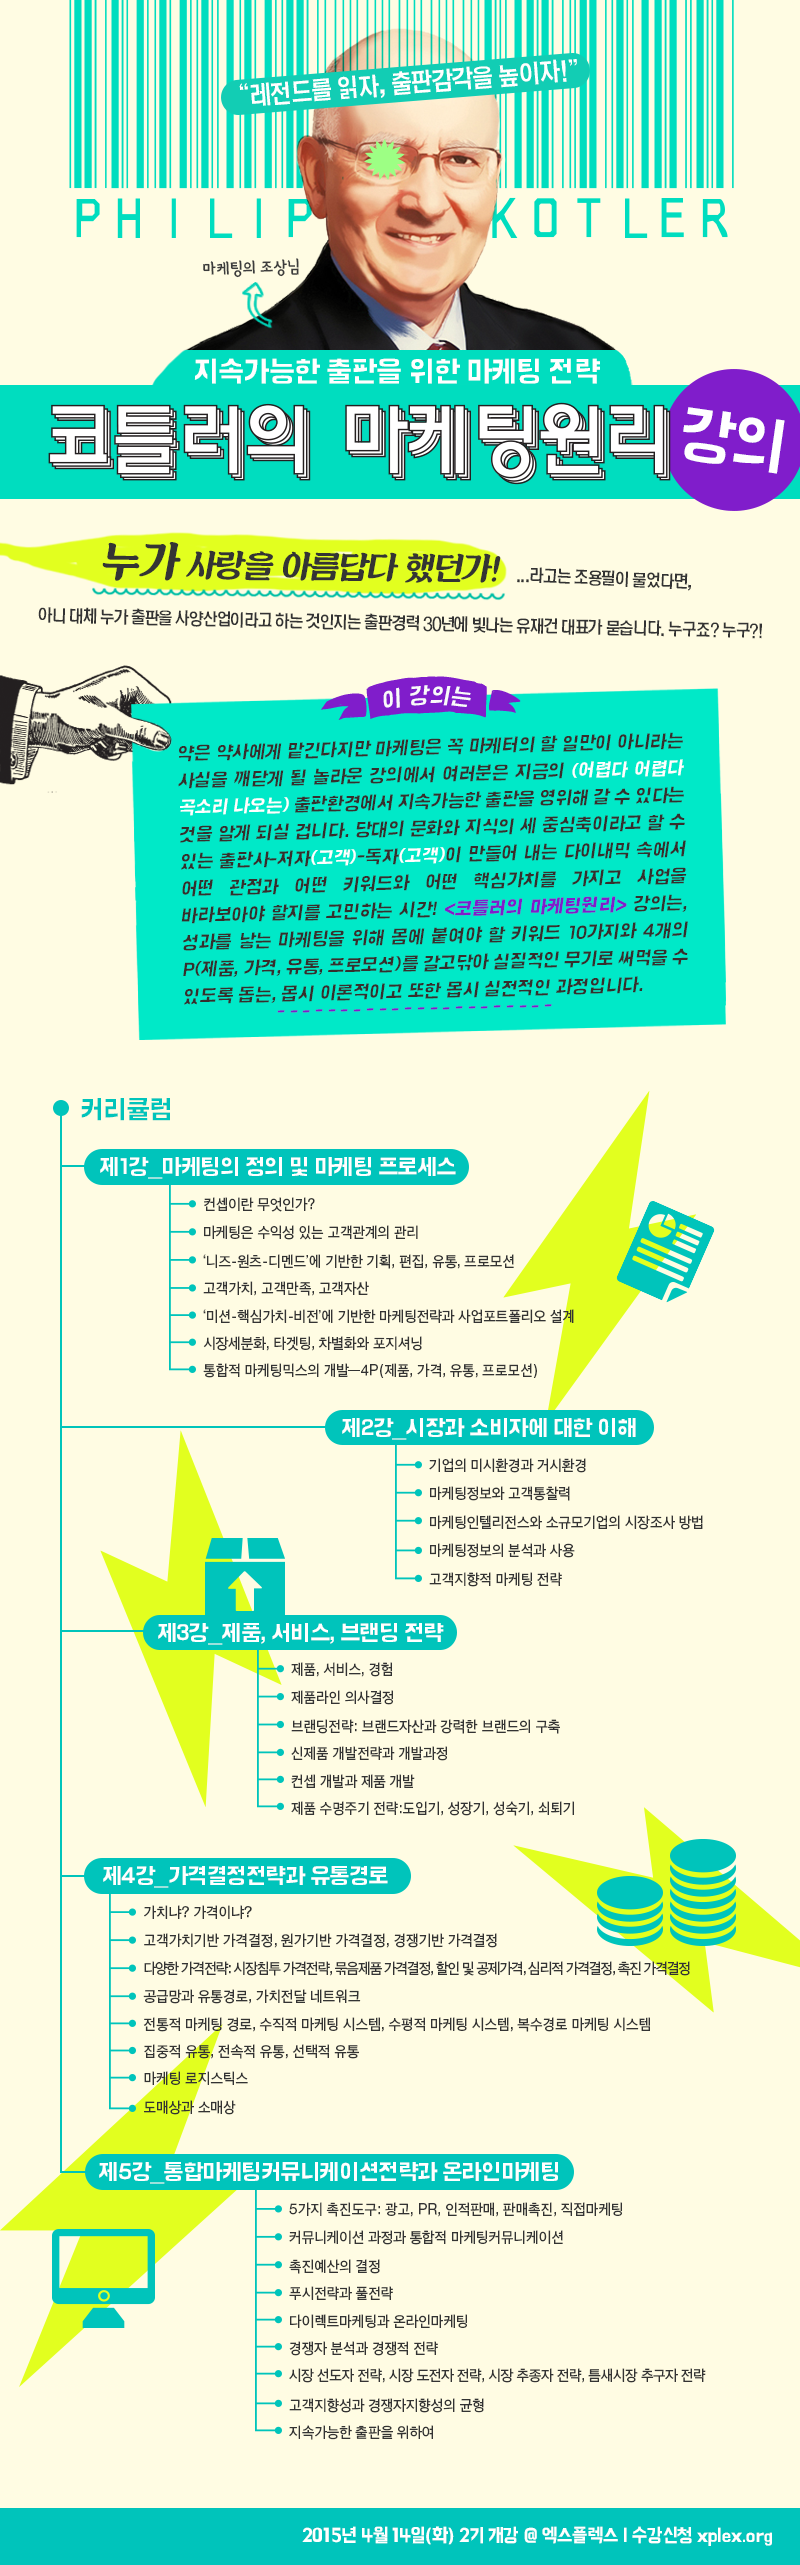 “레전드를 읽자, 출판감각을 높이자!”
PHILIP KOTLER
마케팅의 조상님
지속가능한 출판을 위한 마케팅 전략
코틀러의 마케팅원리 강의
누가 사랑을 아름답다 했던가! ...라고는 조용필이 물었다면,
아니 대체 누가 출판을 사양산업이라고 하는 것인지는 출판경력 30년에 빛나는 유재건 대표가 묻습니다. 누구죠? 누구?!
이 강의는
약은 약사에게 맡긴다지만 마케팅은 꼭 마케터의 할 일만이 아니라는
사실을 깨닫게 될 놀라운 강의에서 여러분은 지금의 (어렵다 어렵다
곡소리 나오는) 출판환경에서 지속가능한 출판을 영위해 갈 수 있다는
것을 알게 되실 겁니다. 당대의 문화와 지식의 세 중심축이라고 할 수
있는 출판사-저자(고객)-독자(고객)이 만들어 내는 다이내믹 속에서
어떤 관점과 어떤 키워드와 어떤 핵심가치를 가지고 사업을
바라보아야 할지를 고민하는 시간! <코틀러의 마케팅원리> 강의는,
성과를 낳는 마케팅을 위해 몸에 붙여야 할 키워드 10가지와 4개의
P(제품, 가격, 유통, 프로모션)를 갈고닦아 실질적인 무기로 써먹을 수
있도록 돕는, 몹시 이론적이고 또한 몹시 실전적인 과정입니다.
커리큘럼
제1강_마케팅의 정의 및 마케팅 프로세스
컨셉이란 무엇인가?
마케팅은 수익성 있는 고객관계의 관리
‘니즈-원츠-디멘드’에 기반한 기획, 편집, 유통, 프로모션
고객가치, 고객만족, 고객자산
‘미션-핵심가치-비전’에 기반한 마케팅전략과 사업포트폴리오 설계
시장세분화, 타겟팅, 차별화와 포지셔닝
통합적 마케팅믹스의 개발—4P(제품, 가격, 유통, 프로모션)
제2강_시장과 소비자에 대한 이해
기업의 미시환경과 거시환경
마케팅정보와 고객통찰력
마케팅인텔리전스와 소규모기업의 시장조사 방법
마케팅정보의 분석과 사용
고객지향적 마케팅 전략
제3강_제품, 서비스, 브랜딩 전략
제품, 서비스, 경험
제품라인 의사결정
브랜딩전략: 브랜드자산과 강력한 브랜드의 구축
신제품 개발전략과 개발과정
컨셉 개발과 제품 개발
제품 수명주기 전략:도입기, 성장기, 성숙기, 쇠퇴기
제4강_가격결정전략과 유통경로
가치냐? 가격이냐?
고객가치기반 가격결정, 원가기반 가격결정, 경쟁기반 가격결정
다양한 가격전략: 시장침투 가격전략, 묶음제품 가격결정, 할인 및 공제가격, 심리적 가격결정, 촉진 가격결정
공급망과 유통경로, 가치전달 네트워크
전통적 마케팅 경로, 수직적 마케팅 시스템, 수평적 마케팅 시스템, 복수경로 마케팅 시스템
집중적 유통, 전속적 유통, 선택적 유통
마케팅 로지스틱스
도매상과 소매상
제5강_통합마케팅커뮤니케이션전략과 온라인마케팅
5가지 촉진도구: 광고, PR, 인적판매, 판매촉진, 직접마케팅
커뮤니케이션 과정과 통합적 마케팅커뮤니케이션
촉진예산의 결정
푸시전략과 풀전략
다이렉트마케팅과 온라인마케팅
경쟁자 분석과 경쟁적 전략
시장 선도자 전략, 시장 도전자 전략, 시장 추종자 전략, 틈새시장 추구자 전략
고객지향성과 경쟁자지향성의 균형
지속가능한 출판을 위하여
2015년 4월 14일(화) 2기 개강 @ 엑스플렉스 | 수강신청 xplex.org